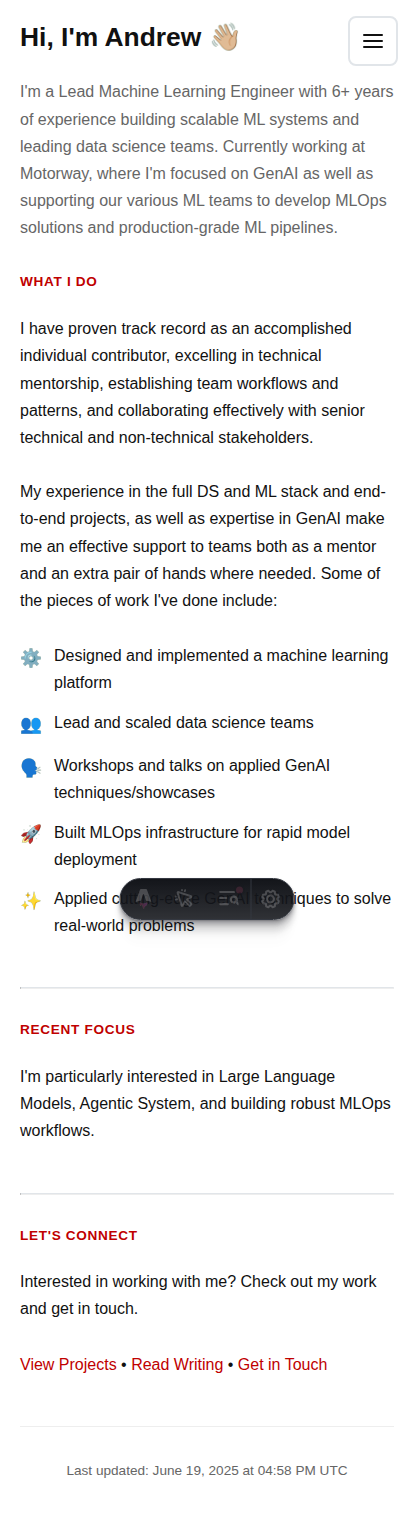 Hi, I'm Andrew 👋🏼
I'm a Lead Machine Learning Engineer with 6+ years
of experience building scalable ML systems and
leading data science teams. Currently working at
Motorway, where I'm focused on GenAI as well as
supporting our various ML teams to develop MLOps
solutions and production-grade ML pipelines.
WHAT I DO
I have proven track record as an accomplished
individual contributor, excelling in technical
mentorship, establishing team workflows and
patterns, and collaborating effectively with senior
technical and non-technical stakeholders.
My experience in the full DS and ML stack and end-
to-end projects, as well as expertise in GenAI make
me an effective support to teams both as a mentor
and an extra pair of hands where needed. Some of
the pieces of work I've done include:
⚙️ Designed and implemented a machine learning
platform
👥 Lead and scaled data science teams
🗣️ Workshops and talks on applied GenAI
techniques/showcases
🚀 Built MLOps infrastructure for rapid model
deployment
✨ Applied cutting-edge GenAI techniques to solve
real-world problems
RECENT FOCUS
I'm particularly interested in Large Language
Models, Agentic System, and building robust MLOps
workflows.
LET'S CONNECT
Interested in working with me? Check out my work
and get in touch.
View Projects • Read Writing • Get in Touch
Last updated: June 19, 2025 at 04:58 PM UTC